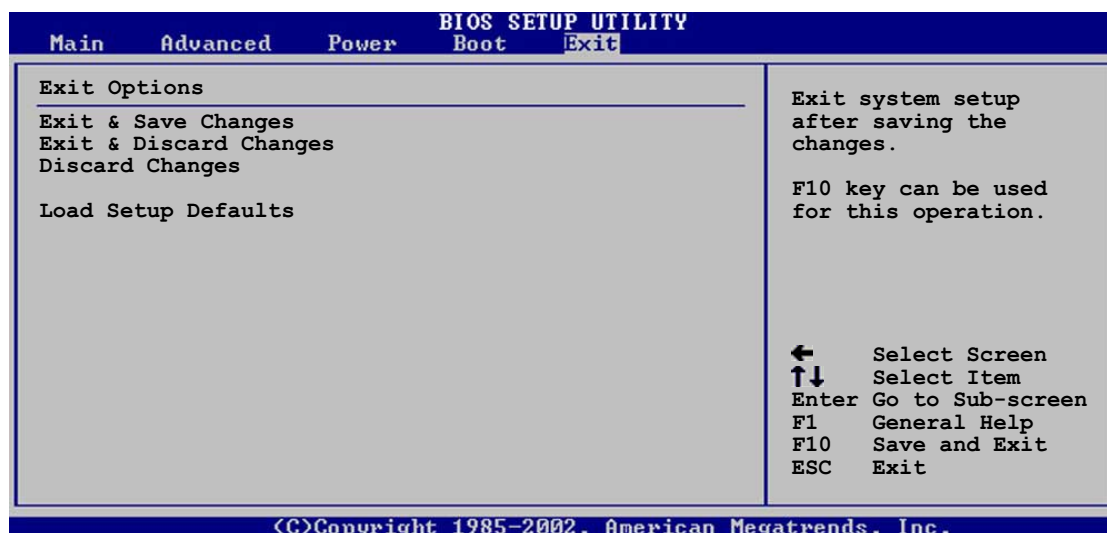 BIOS SETUP UTILITY
Main Advanced Power Boot Exit
Exit Options
Exit & Save Changes
Exit & Discard Changes
Discard Changes
Load Setup Defaults
Exit system setup
after saving the
changes.
F10 key can be used
for this operation.
← Select Screen
↑↓ Select Item
Enter Go to Sub-screen
F1 General Help
F10 Save and Exit
ESC Exit
(C)Copyright 1985-2002, American Megatrends, Inc.